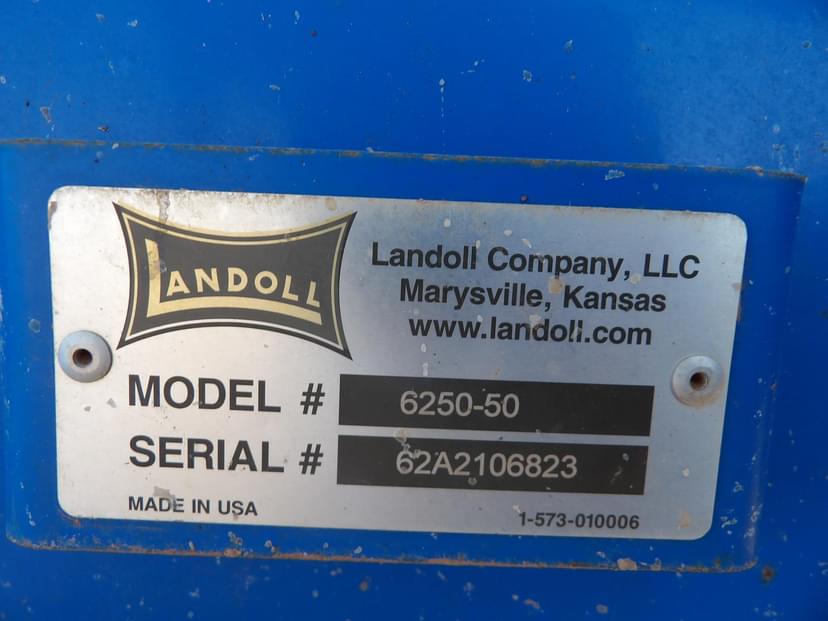 LANDOLL
Landoll Company, LLC
Marysville, Kansas
www.landoll.com
MODEL # 6250-50
SERIAL # 62A2106823
MADE IN USA
1-573-010006